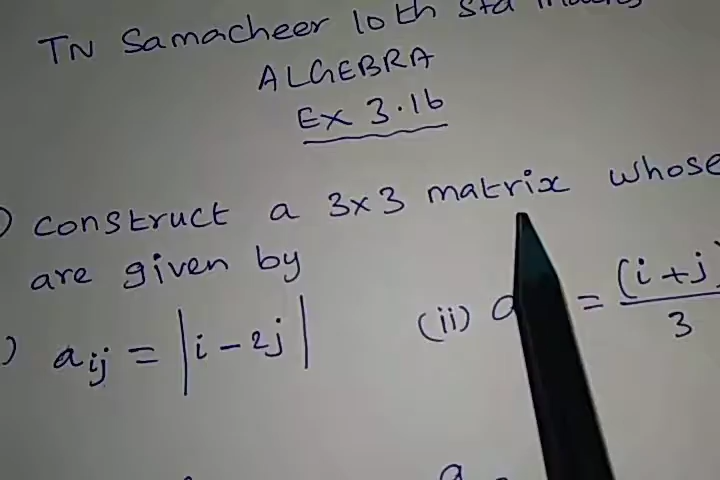 TN Samacheer 10th std
ALGEBRA
Ex 3.16
) construct a 3×3 matrix whose
are given by
) aij = |i - 2j| (ii) a = (i+j) / 3
a